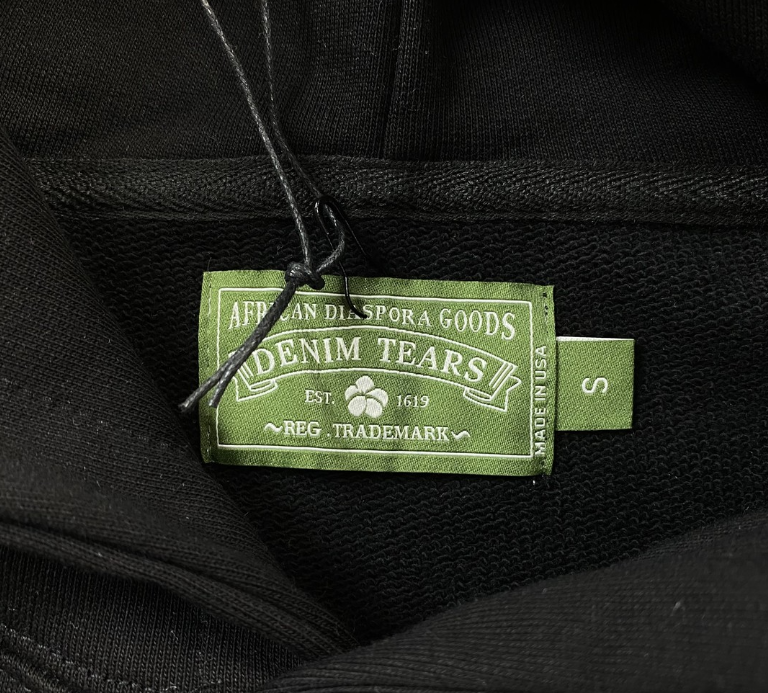 AFRICAN DIASPORA GOODS
DENIM TEARS
EST. 1619
~REG. TRADEMARK~
MADE IN USA
S